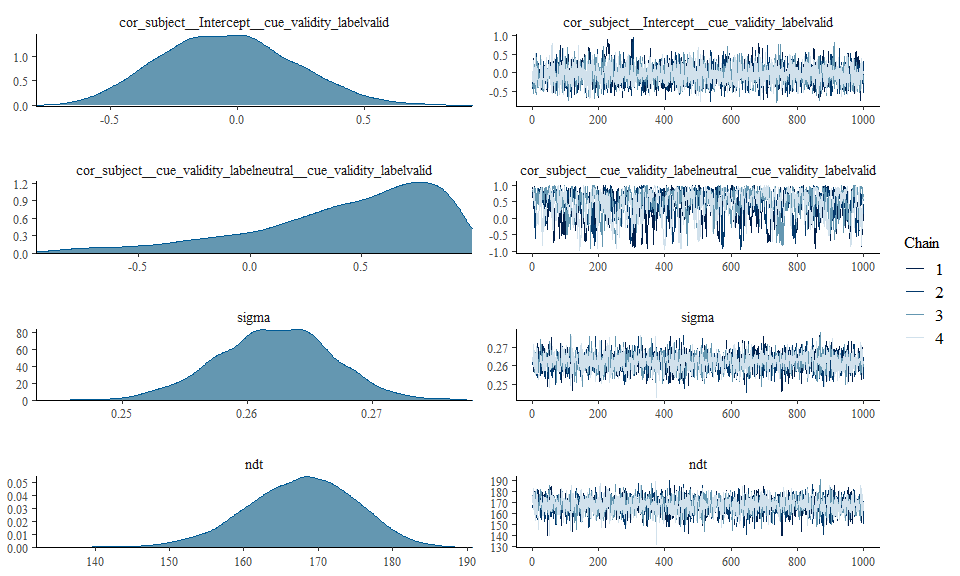 cor_subject__Intercept__cue_validity_labelvalid
1.0
0.5
0.0
-0.5 0.0 0.5
cor_subject__Intercept__cue_validity_labelvalid
1.0
0.5
0.0
-0.5
0 200 400 600 800 1000
cor_subject__cue_validity_labelneutral__cue_validity_labelvalid
1.2
0.9
0.6
0.3
0.0
-0.5 0.0 0.5
cor_subject__cue_validity_labelneutral__cue_validity_labelvalid
1.0
0.5
0.0
-0.5
-1.0
0 200 400 600 800 1000
sigma
80
60
40
20
0
0.25 0.26 0.27
sigma
0.27
0.26
0.25
0 200 400 600 800 1000
ndt
0.05
0.04
0.03
0.02
0.01
0.00
140 150 160 170 180 190
ndt
190
180
170
160
150
140
130
0 200 400 600 800 1000
Chain
1
2
3
4